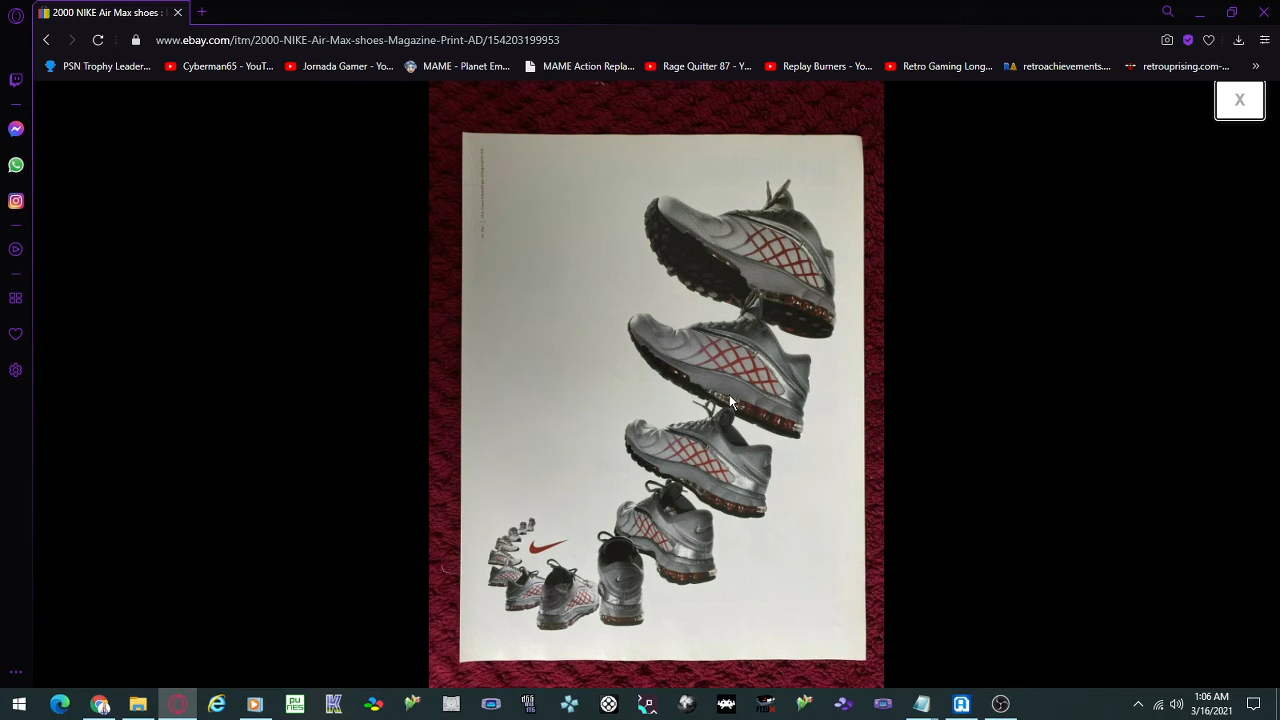 2000 NIKE Air Max shoes :
www.ebay.com/itm/2000-NIKE-Air-Max-shoes-Magazine-Print-AD/154203199953
PSN Trophy Leader...
Cyberman65 - YouT...
Jornada Gamer - Yo...
MAME - Planet Em...
MAME Action Repla...
Rage Quitter 87 - Y...
Replay Burners - Yo...
Retro Gaming Long...
retroachievements....
retrouprising.com-...
X
1:06 AM
5/16/2021